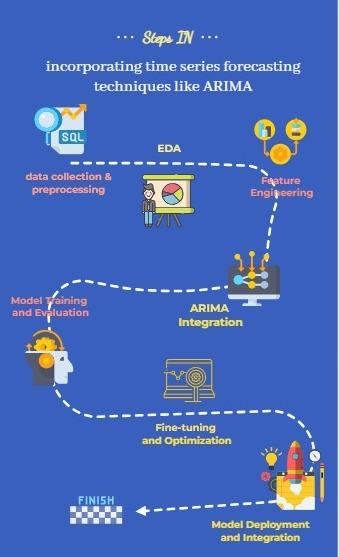 Steps IN
incorporating time series forecasting
techniques like ARIMA
SQL
EDA
data collection &
preprocessing
Feature
Engineering
Model Training
and Evaluation
ARIMA
Integration
Fine-tuning
and Optimization
FINISH
Model Deployment
and Integration